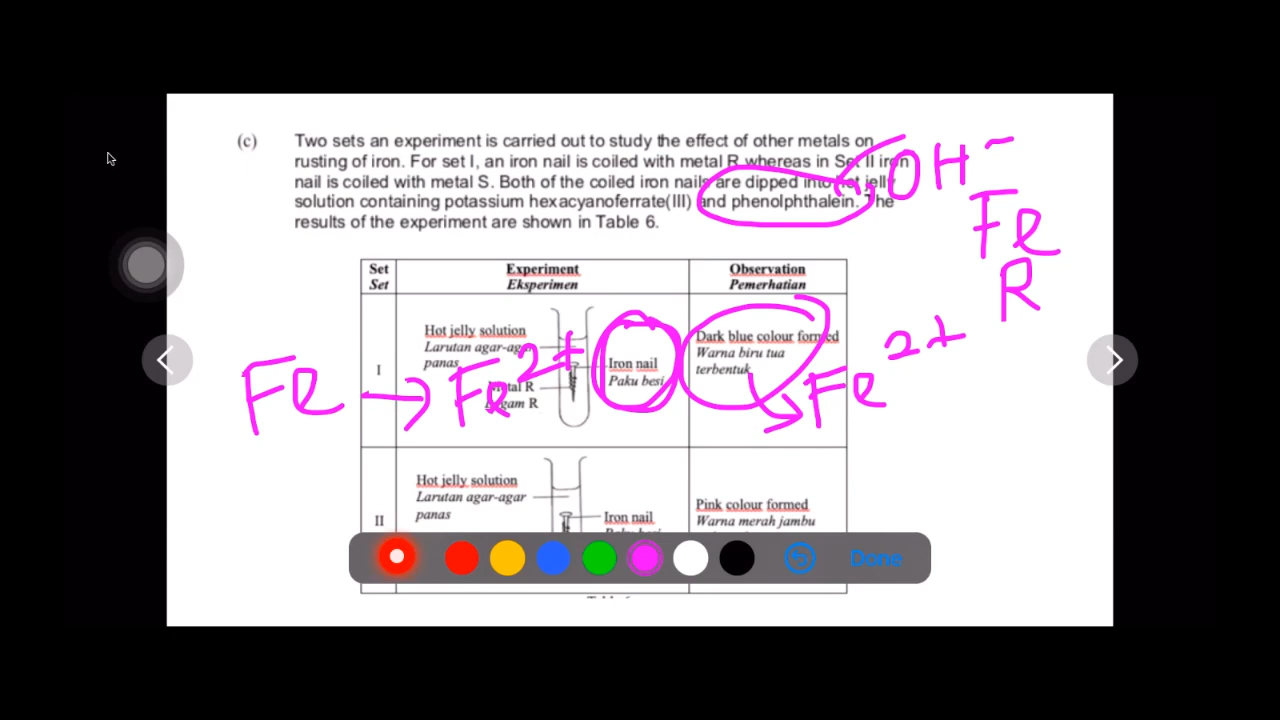 (c) Two sets an experiment is carried out to study the effect of other metals on
rusting of iron. For set I, an iron nail is coiled with metal R whereas in Set II iron
nail is coiled with metal S. Both of the coiled iron nails are dipped into hot jelly
solution containing potassium hexacyanoferrate(III) and phenolphthalein. The
results of the experiment are shown in Table 6.
OH⁻
Fe
R
Set Experiment Observation
Set Eksperimen Pemerhatian
I
Hot jelly solution
Larutan agar-agar
panas
Iron nail
Paku besi
Metal R
Logam R
Dark blue colour formed
Warna biru tua
terbentuk
Fe → Fe²⁺
Fe²⁺
II
Hot jelly solution
Larutan agar-agar
panas
Iron nail
Pink colour formed
Warna merah jambu
Done